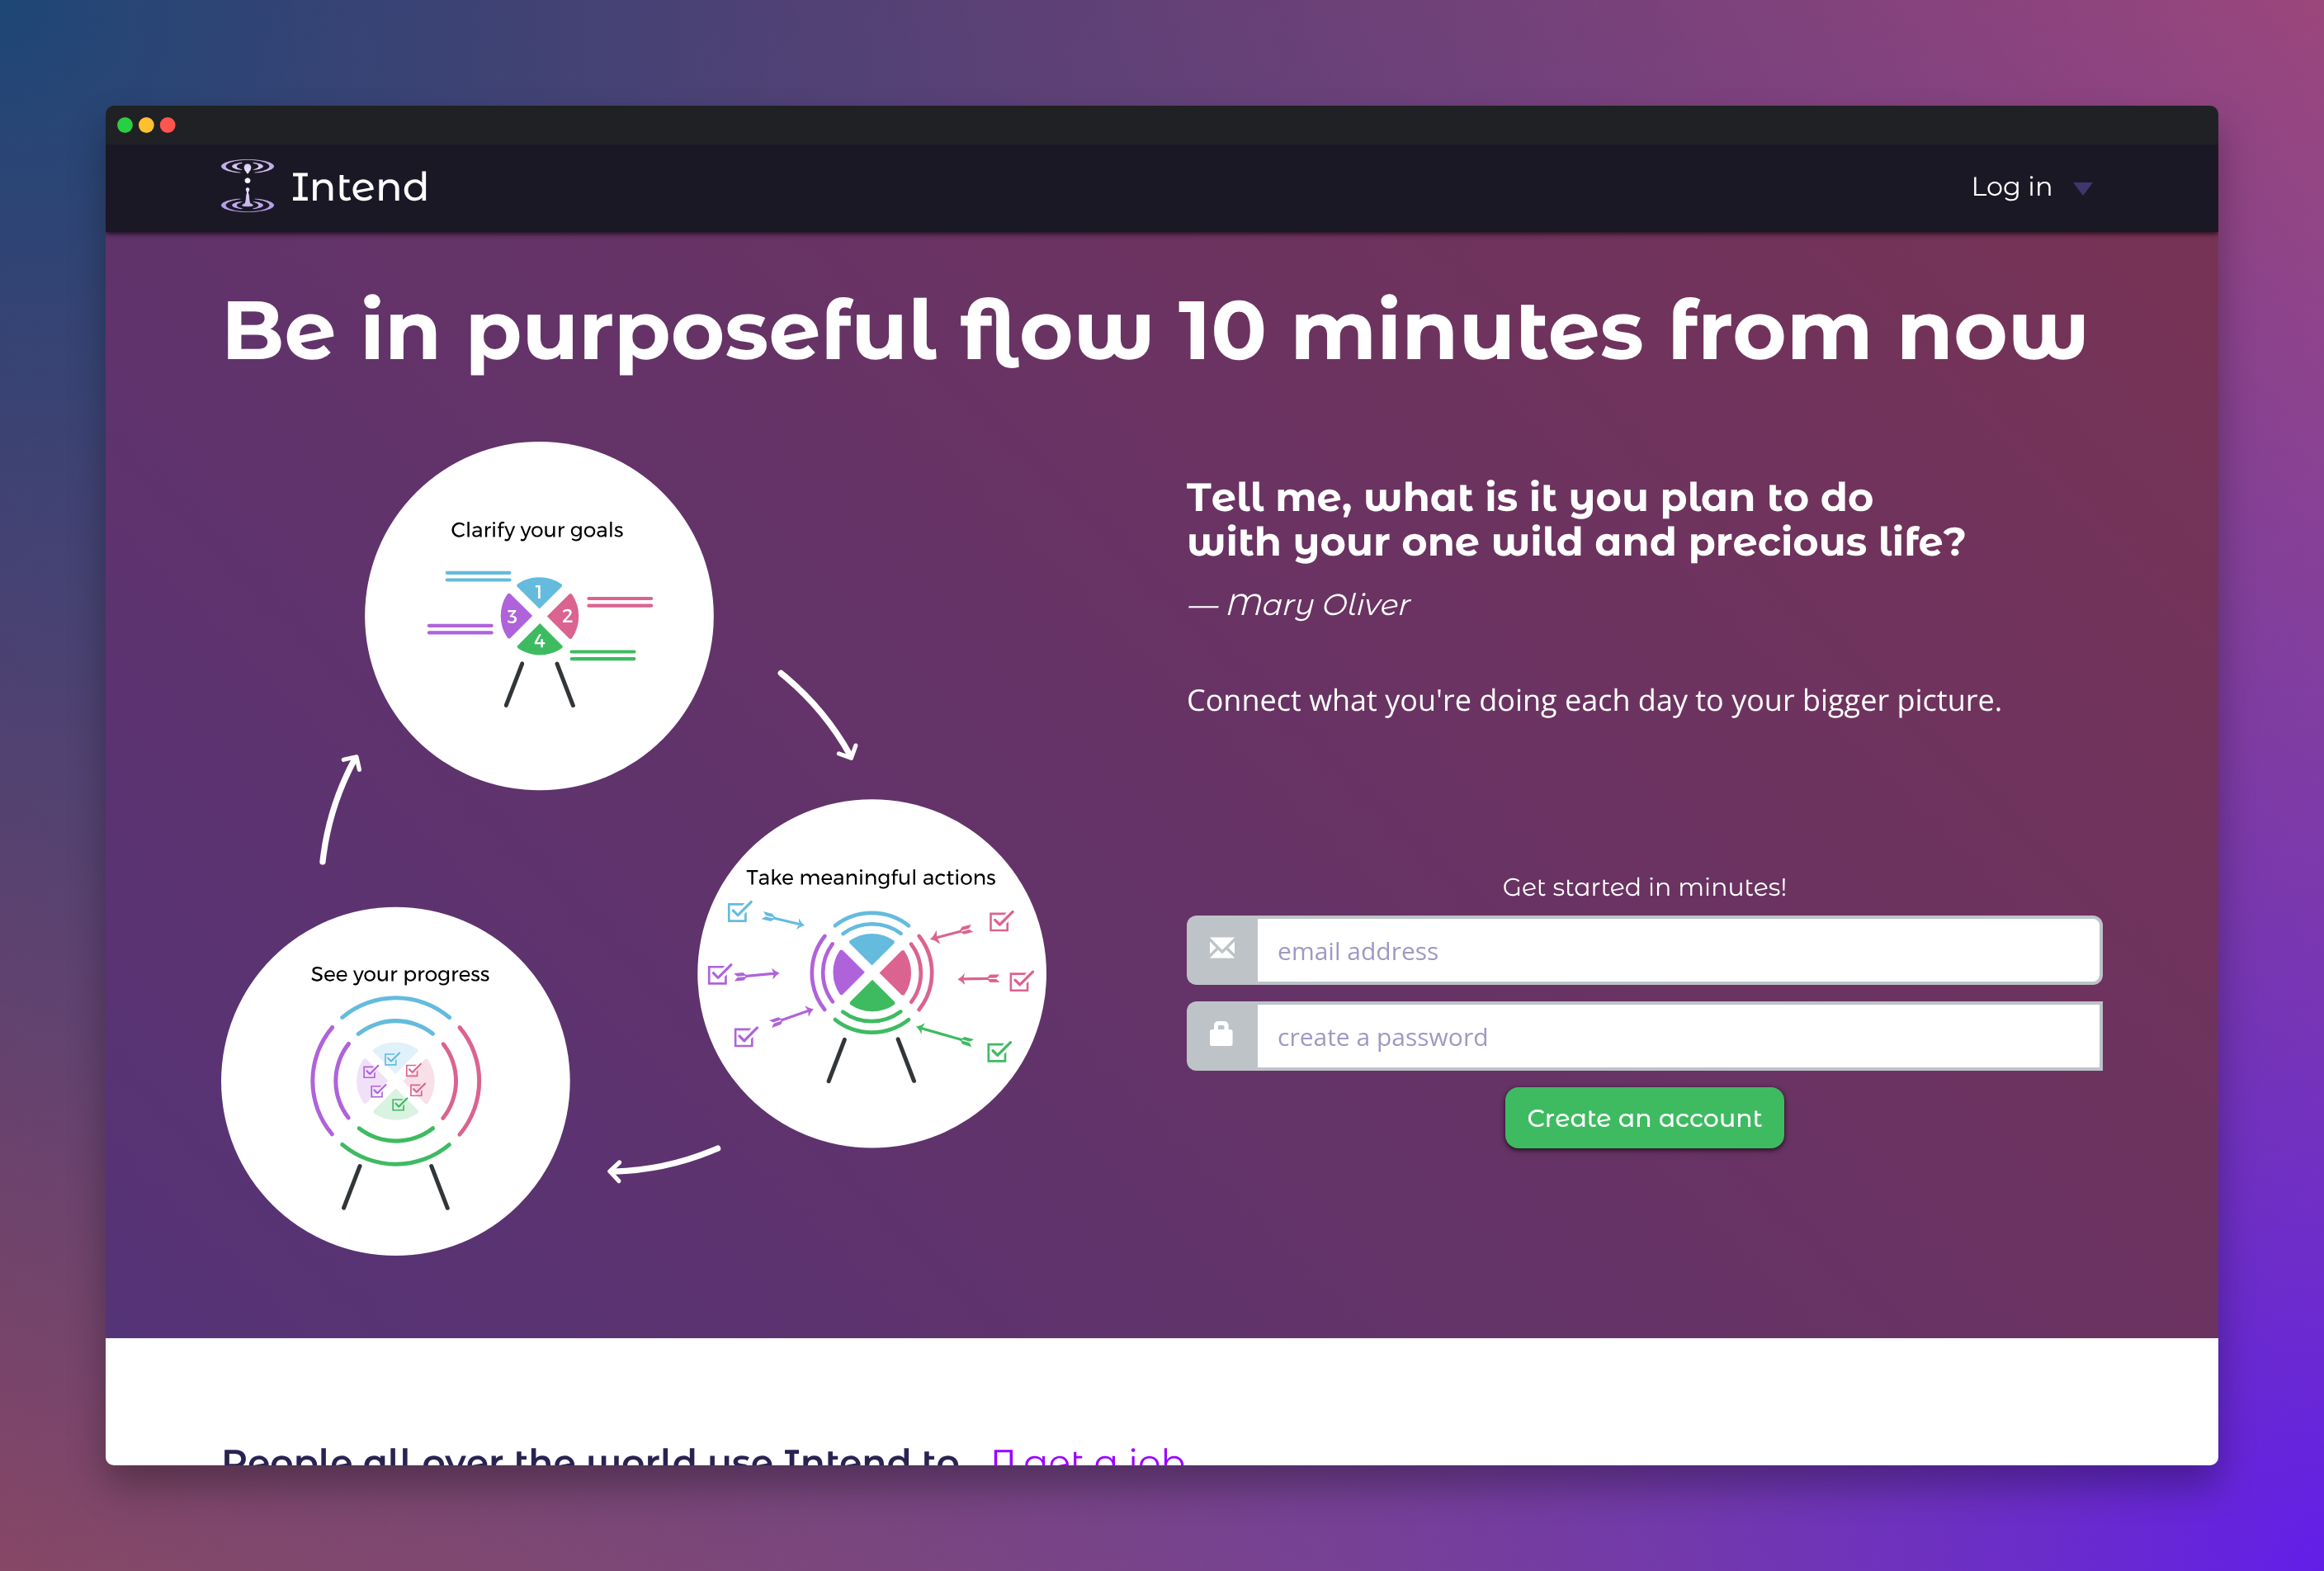 Intend
Log in
Be in purposeful flow 10 minutes from now
Clarify your goals
1
3
2
4
Tell me, what is it you plan to do
with your one wild and precious life?
— Mary Oliver
Connect what you're doing each day to your bigger picture.
Take meaningful actions
See your progress
Get started in minutes!
email address
create a password
Create an account
People all over the world use Intend to get a job